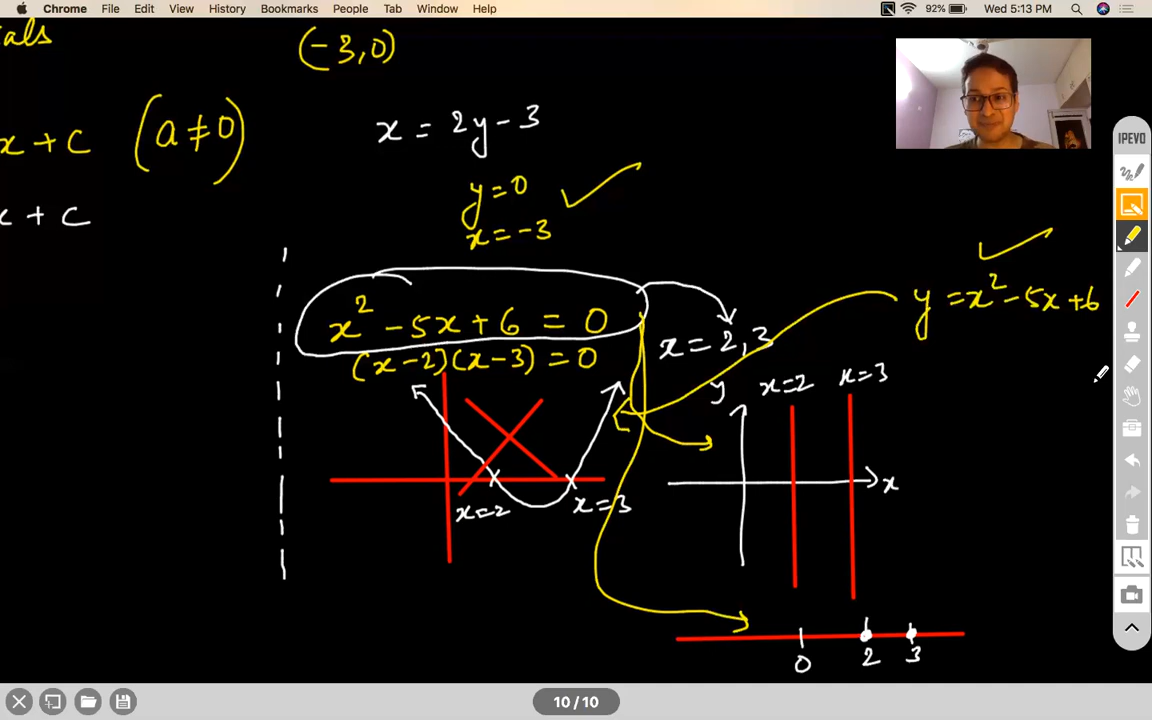 Chrome File Edit View History Bookmarks People Tab Window Help 92% Wed 5:13 PM
als
(-3,0)
x + c (a≠0)
x = 2y - 3
x + c
y = 0
x = -3
IPEVO
y = x² - 5x + 6
x² - 5x + 6 = 0
(x-2)(x-3) = 0
x = 2, 3
y
x=2
x=3
x
x=2
x=3
0 2 3
10 / 10